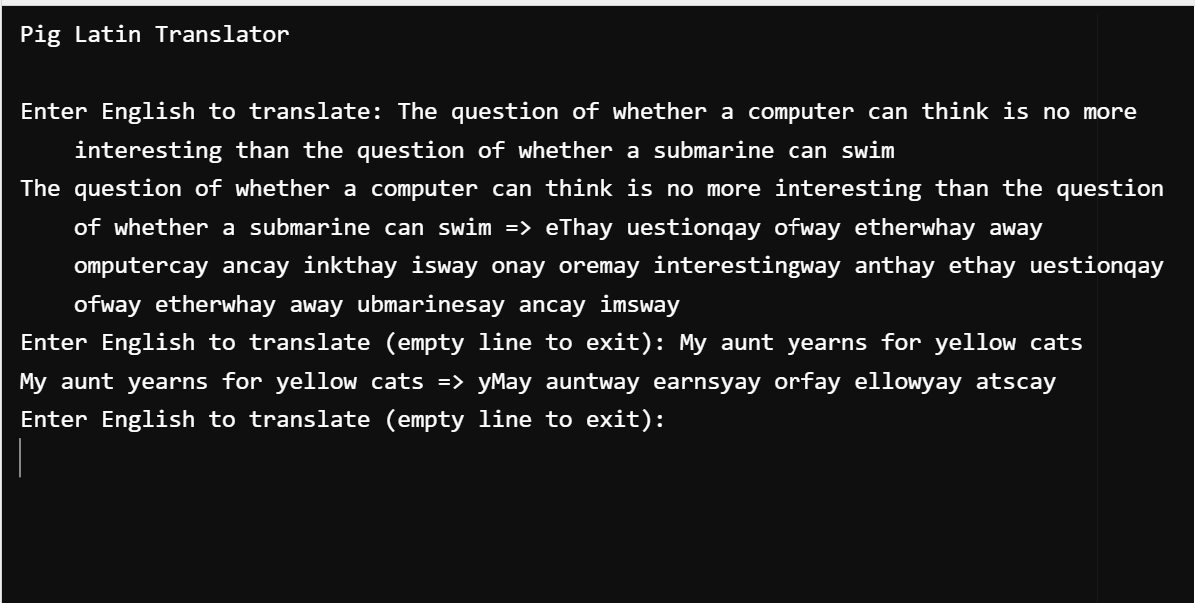 Pig Latin Translator
Enter English to translate: The question of whether a computer can think is no more
interesting than the question of whether a submarine can swim
The question of whether a computer can think is no more interesting than the question
of whether a submarine can swim => eThay uestionqay ofway etherwhay away
omputercay ancay inkthay isway onay oremay interestingway anthay ethay uestionqay
ofway etherwhay away ubmarinesay ancay imsway
Enter English to translate (empty line to exit): My aunt yearns for yellow cats
My aunt yearns for yellow cats => yMay auntway earnsyay orfay ellowyay atscay
Enter English to translate (empty line to exit):